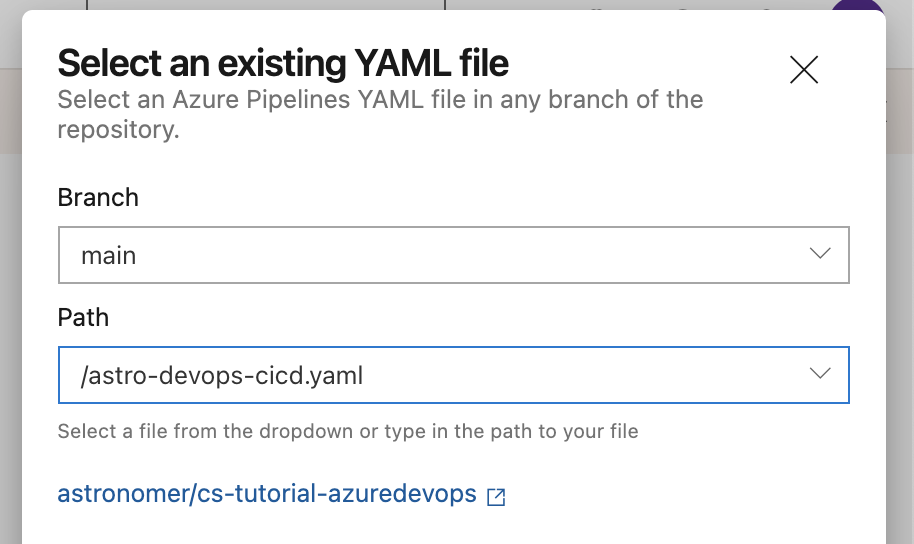 Select an existing YAML file
Select an Azure Pipelines YAML file in any branch of the
repository.
Branch
main
Path
/astro-devops-cicd.yaml
Select a file from the dropdown or type in the path to your file
astronomer/cs-tutorial-azuredevops